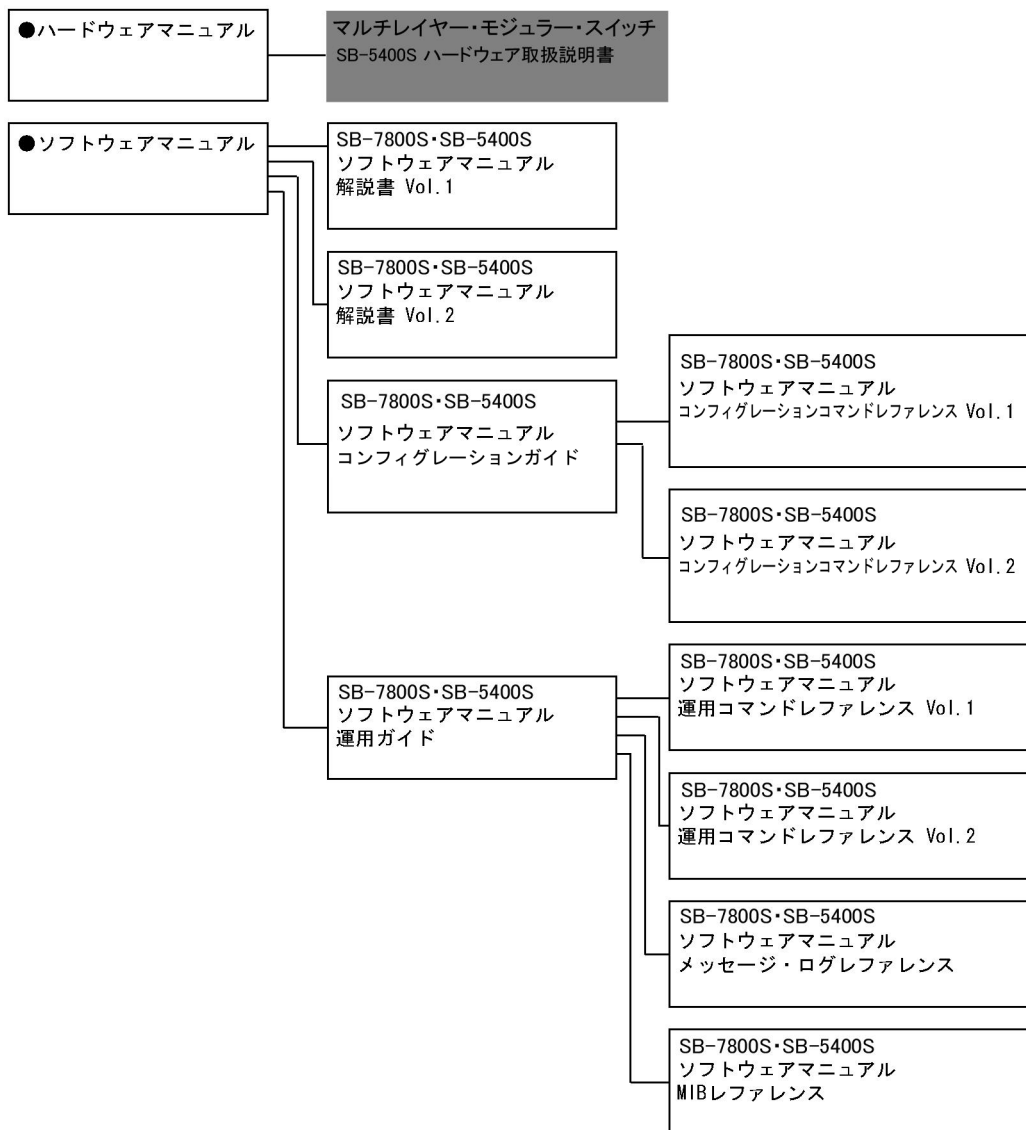 ●ハードウェアマニュアル
マルチレイヤー・モジュラー・スイッチ
SB-5400S ハードウェア取扱説明書
●ソフトウェアマニュアル
SB-7800S・SB-5400S
ソフトウェアマニュアル
解説書 Vol.1
SB-7800S・SB-5400S
ソフトウェアマニュアル
解説書 Vol.2
SB-7800S・SB-5400S
ソフトウェアマニュアル
コンフィグレーションガイド
SB-7800S・SB-5400S
ソフトウェアマニュアル
コンフィグレーションコマンドレファレンス Vol.1
SB-7800S・SB-5400S
ソフトウェアマニュアル
コンフィグレーションコマンドレファレンス Vol.2
SB-7800S・SB-5400S
ソフトウェアマニュアル
運用ガイド
SB-7800S・SB-5400S
ソフトウェアマニュアル
運用コマンドレファレンス Vol.1
SB-7800S・SB-5400S
ソフトウェアマニュアル
運用コマンドレファレンス Vol.2
SB-7800S・SB-5400S
ソフトウェアマニュアル
メッセージ・ログレファレンス
SB-7800S・SB-5400S
ソフトウェアマニュアル
MIBレファレンス